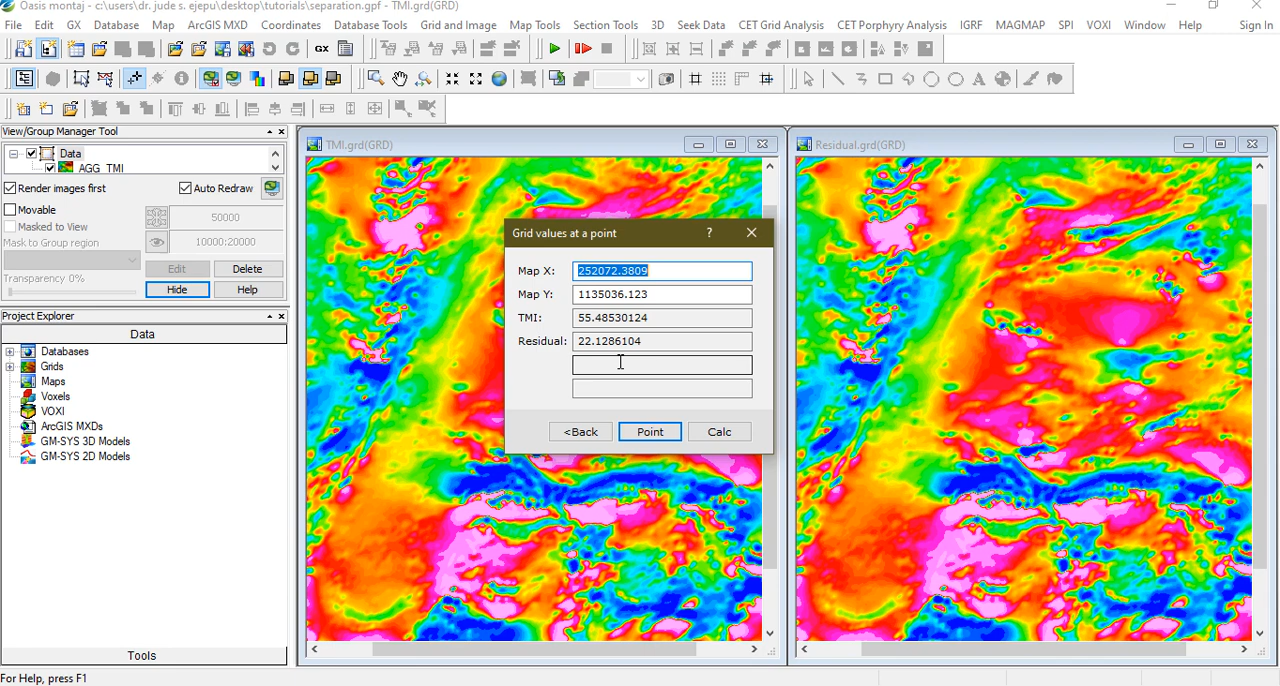 Oasis montaj - c:\users\dr. jude s. ejepu\desktop\tutorials\separation.gpf - TMI.grd(GRD)
File Edit GX Database Map ArcGIS MXD Coordinates Database Tools Grid and Image Map Tools Section Tools 3D Seek Data CET Grid Analysis CET Porphyry Analysis IGRF MAGMAP SPI VOXI Window Help Sign In
GX
View/Group Manager Tool
Data
AGG_TMI
Render images first Auto Redraw
Movable
Masked to View
50000
Mask to Group region
10000:20000
Transparency 0%
Edit Delete
Hide Help
Project Explorer
Data
Databases
Grids
Maps
Voxels
VOXI
ArcGIS MXDs
GM-SYS 3D Models
GM-SYS 2D Models
Tools
TMI.grd(GRD)
Residual.grd(GRD)
Grid values at a point ?
Map X: 252072.3809
Map Y: 1135036.123
TMI: 55.48530124
Residual: 22.1286104
<Back Point Calc
For Help, press F1